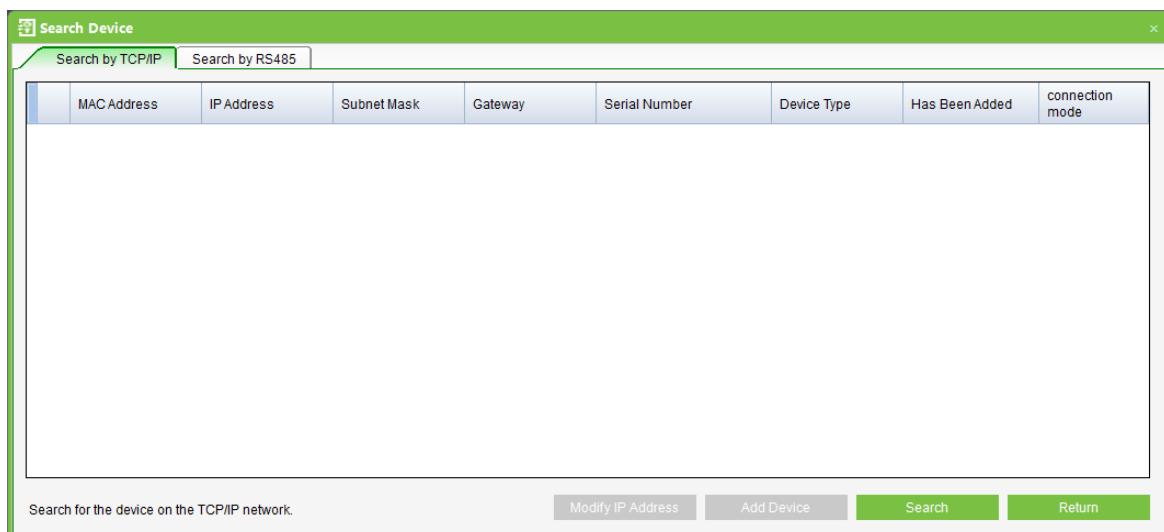 Search Device
Search by TCP/IP Search by RS485
MAC Address IP Address Subnet Mask Gateway Serial Number Device Type Has Been Added connection
mode
Search for the device on the TCP/IP network. Modify IP Address Add Device Search Return